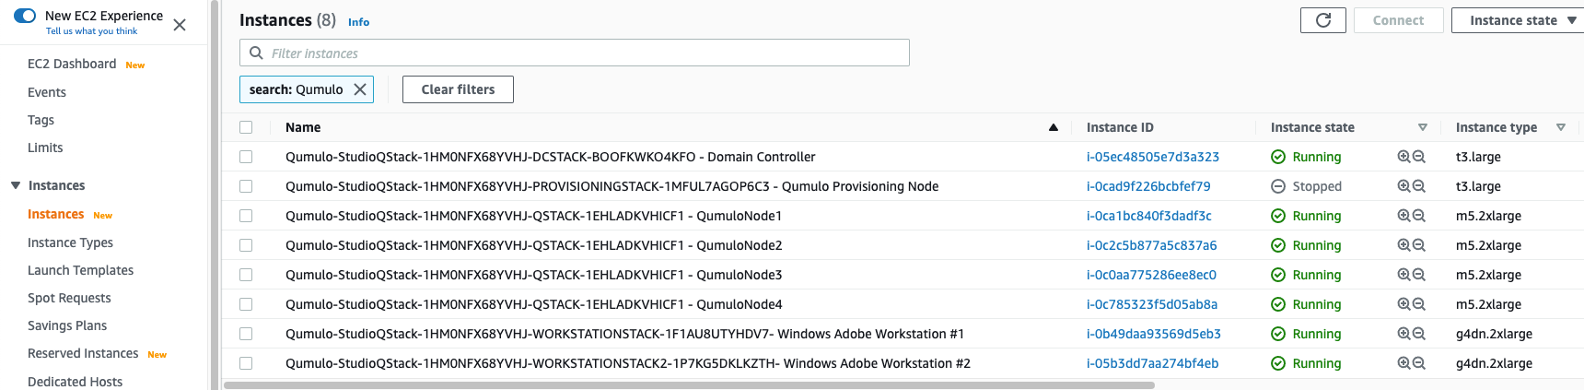 New EC2 Experience
Tell us what you think
EC2 Dashboard New
Events
Tags
Limits
Instances
Instances New
Instance Types
Launch Templates
Spot Requests
Savings Plans
Reserved Instances New
Dedicated Hosts
Instances (8) Info
Connect
Instance state
Filter instances
search: Qumulo
Clear filters
Name Instance ID Instance state Instance type
Qumulo-StudioQStack-1HM0NFX68YVHJ-DCSTACK-BOOFKWKO4KFO - Domain Controller i-05ec48505e7d3a323 Running t3.large
Qumulo-StudioQStack-1HM0NFX68YVHJ-PROVISIONINGSTACK-1MFUL7AGOP6C3 - Qumulo Provisioning Node i-0cad9f226bcbfef79 Stopped t3.large
Qumulo-StudioQStack-1HM0NFX68YVHJ-QSTACK-1EHLADKVHICF1 - QumuloNode1 i-0ca1bc840f3dadf3c Running m5.2xlarge
Qumulo-StudioQStack-1HM0NFX68YVHJ-QSTACK-1EHLADKVHICF1 - QumuloNode2 i-0c2c5b877a5c837a6 Running m5.2xlarge
Qumulo-StudioQStack-1HM0NFX68YVHJ-QSTACK-1EHLADKVHICF1 - QumuloNode3 i-0c0aa775286ee8ec0 Running m5.2xlarge
Qumulo-StudioQStack-1HM0NFX68YVHJ-QSTACK-1EHLADKVHICF1 - QumuloNode4 i-0c785323f5d05ab8a Running m5.2xlarge
Qumulo-StudioQStack-1HM0NFX68YVHJ-WORKSTATIONSTACK-1F1AU8UTYHDV7- Windows Adobe Workstation #1 i-0b49daa93569d5eb3 Running g4dn.2xlarge
Qumulo-StudioQStack-1HM0NFX68YVHJ-WORKSTATIONSTACK2-1P7KG5DKLKZTH- Windows Adobe Workstation #2 i-05b3dd7aa274bf4eb Running g4dn.2xlarge